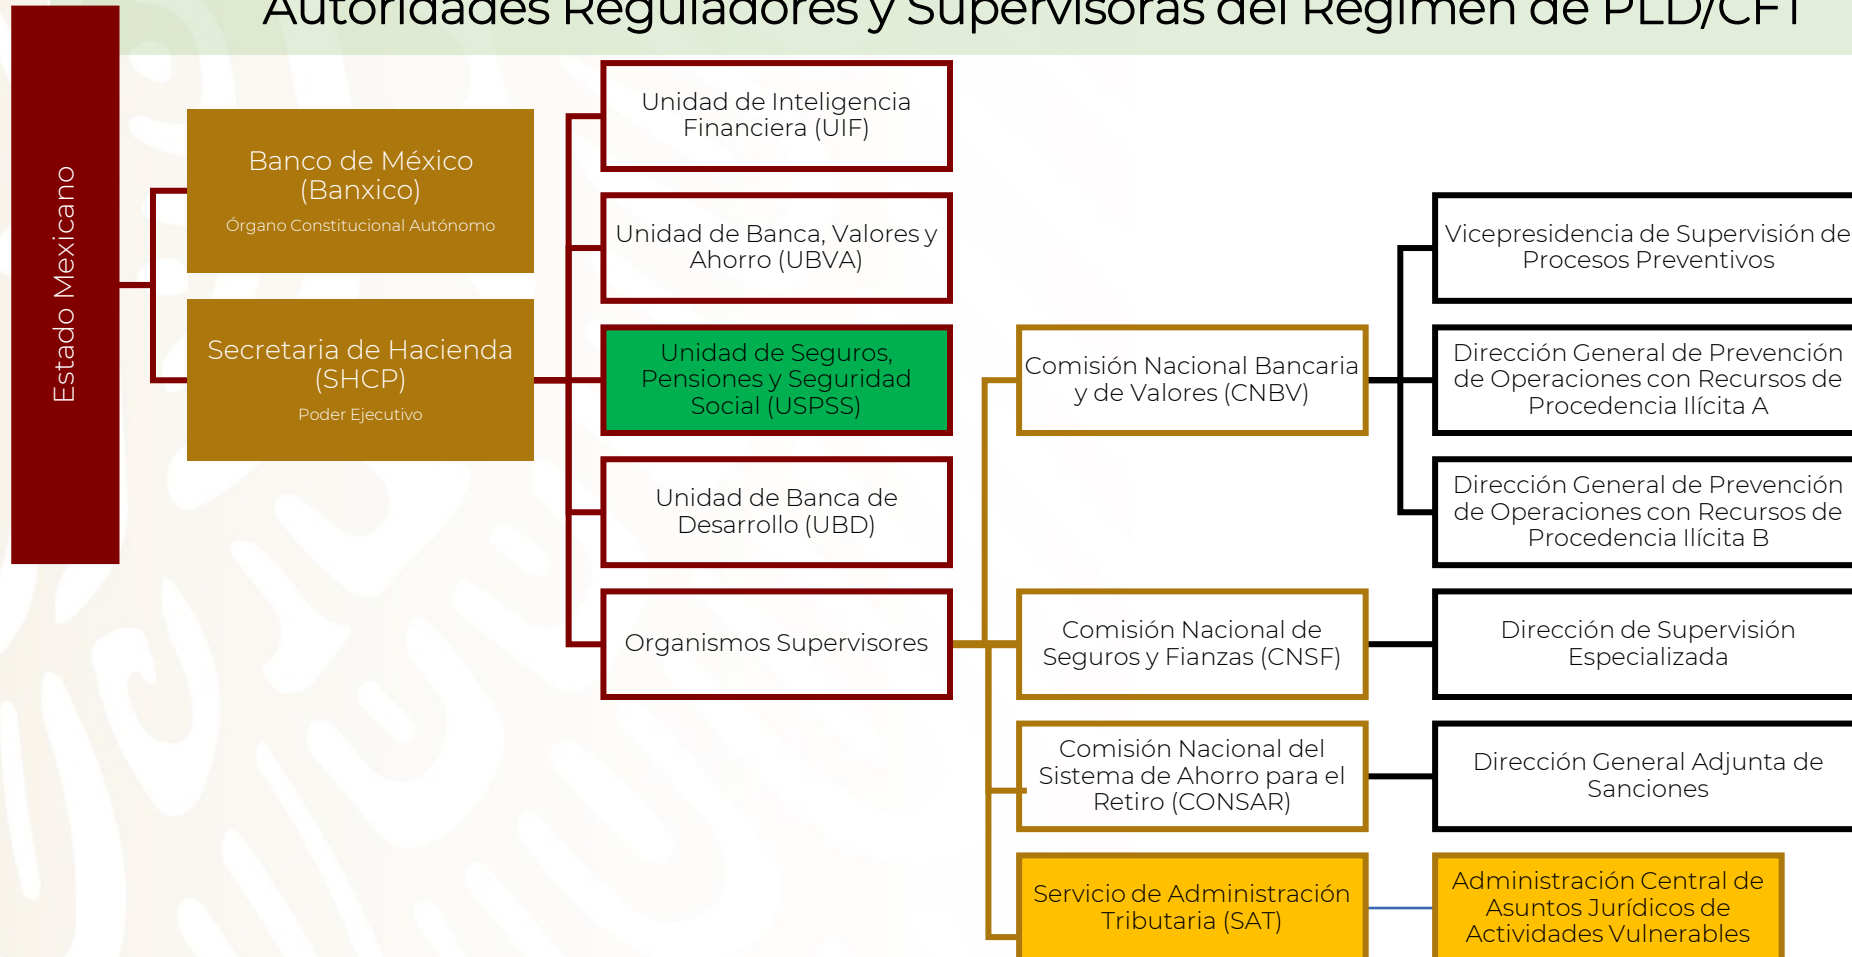 Autoridades Reguladores y Supervisoras del Régimen de PLD/CFT
Estado Mexicano
Banco de México
(Banxico)
Órgano Constitucional Autónomo
Secretaria de Hacienda
(SHCP)
Poder Ejecutivo
Unidad de Inteligencia
Financiera (UIF)
Unidad de Banca, Valores y
Ahorro (UBVA)
Unidad de Seguros,
Pensiones y Seguridad
Social (USPSS)
Unidad de Banca de
Desarrollo (UBD)
Organismos Supervisores
Comisión Nacional Bancaria
y de Valores (CNBV)
Comisión Nacional de
Seguros y Fianzas (CNSF)
Comisión Nacional del
Sistema de Ahorro para el
Retiro (CONSAR)
Servicio de Administración
Tributaria (SAT)
Vicepresidencia de Supervisión de
Procesos Preventivos
Dirección General de Prevención
de Operaciones con Recursos de
Procedencia Ilícita A
Dirección General de Prevención
de Operaciones con Recursos de
Procedencia Ilícita B
Dirección de Supervisión
Especializada
Dirección General Adjunta de
Sanciones
Administración Central de
Asuntos Jurídicos de
Actividades Vulnerables